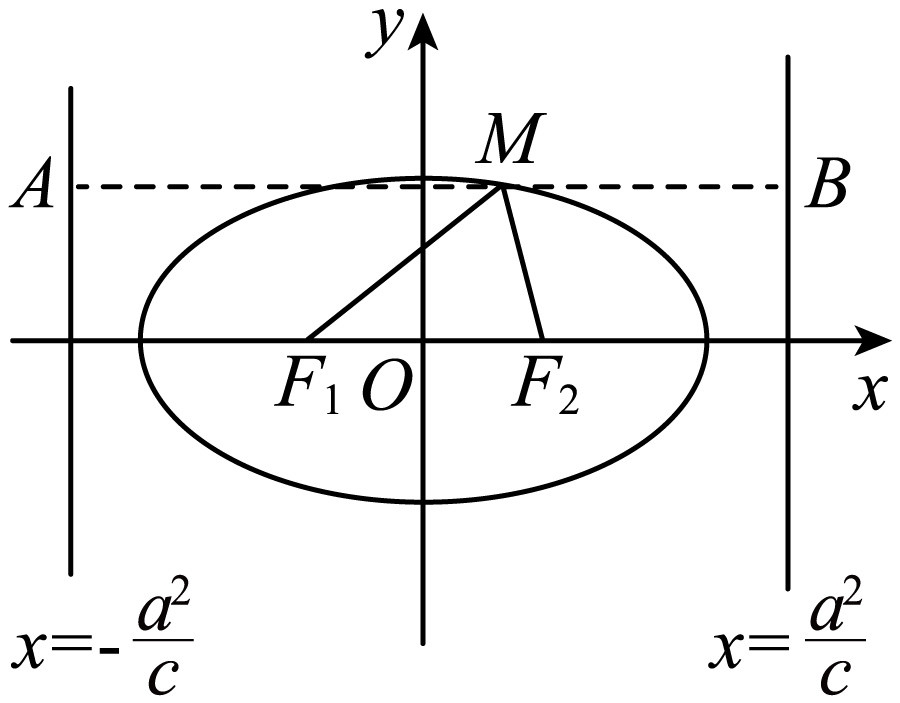 y
M
A B
F₁ O F₂ x
x=-a²/c x=a²/c